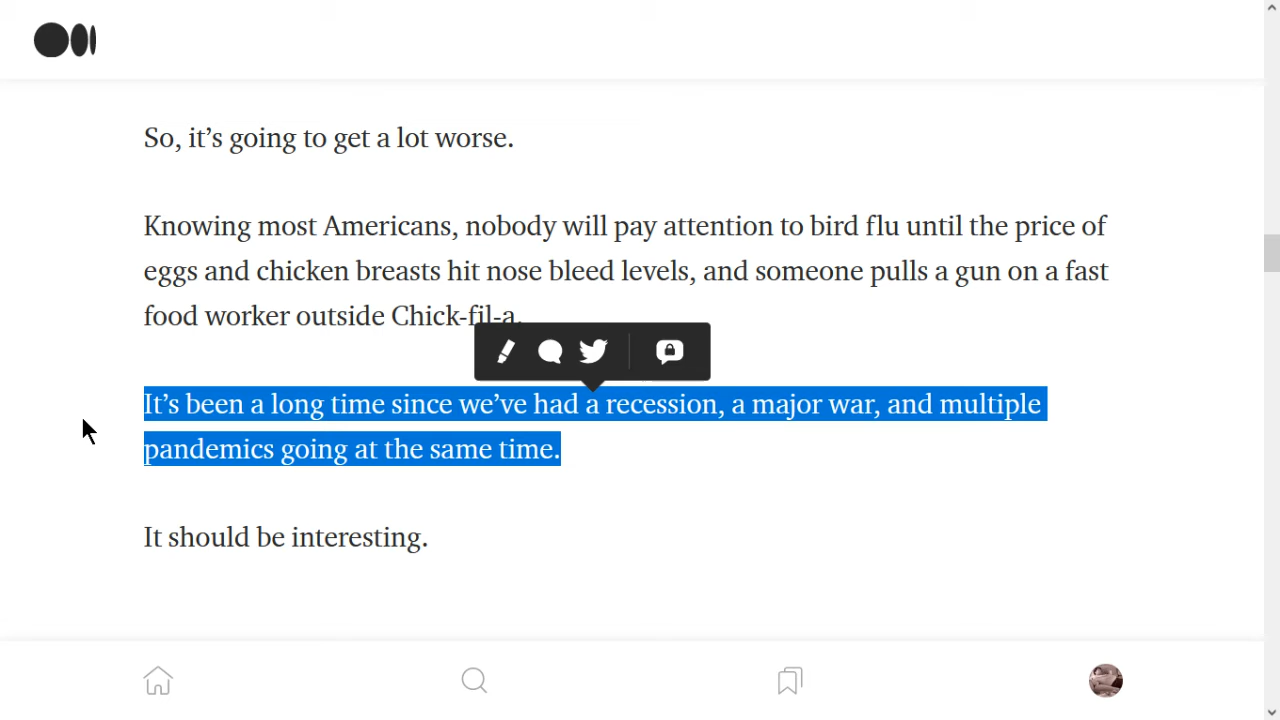 So, it’s going to get a lot worse.
Knowing most Americans, nobody will pay attention to bird flu until the price of
eggs and chicken breasts hit nose bleed levels, and someone pulls a gun on a fast
food worker outside Chick-fil-a.
It’s been a long time since we’ve had a recession, a major war, and multiple
pandemics going at the same time.
It should be interesting.